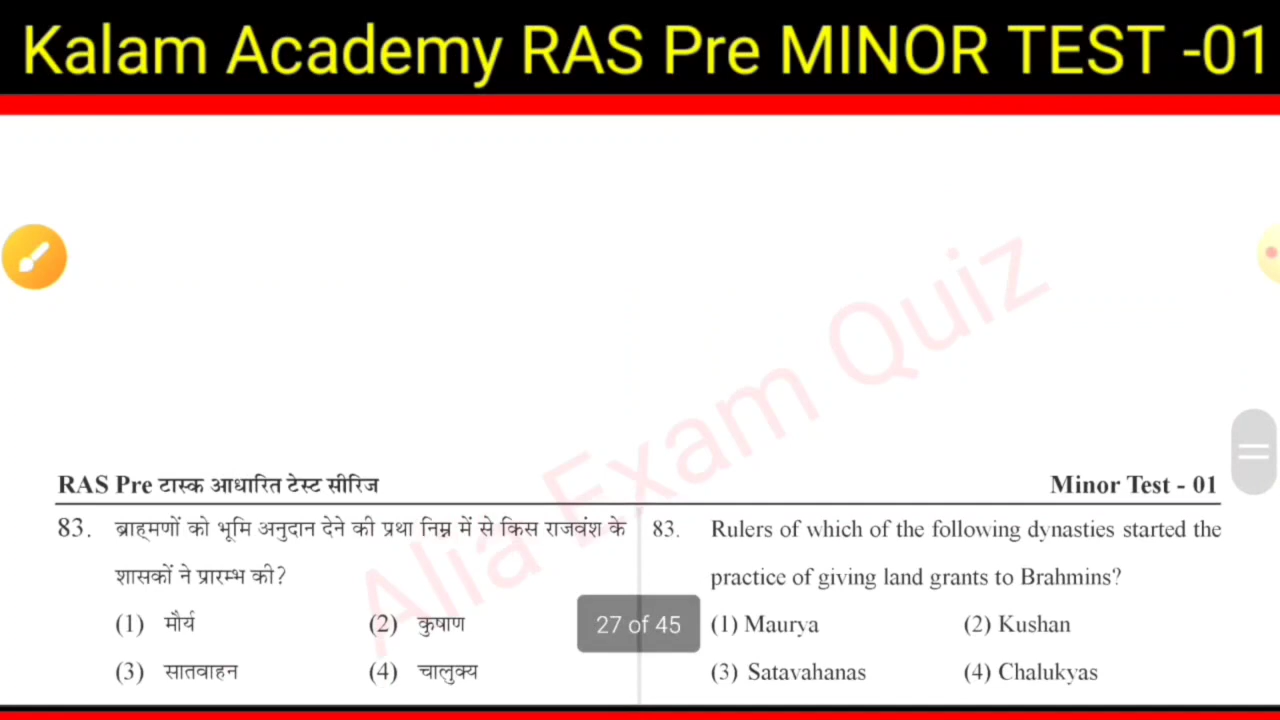 Kalam Academy RAS Pre MINOR TEST -01
Alia Exam Quiz
RAS Pre टास्क आधारित टेस्ट सीरिज
Minor Test - 01
83. ब्राह्मणों को भूमि अनुदान देने की प्रथा निम्न में से किस राजवंश के
शासकों ने प्रारम्भ की?
(1) मौर्य (2) कुषाण
(3) सातवाहन (4) चालुक्य
27 of 45
83. Rulers of which of the following dynasties started the
practice of giving land grants to Brahmins?
(1) Maurya (2) Kushan
(3) Satavahanas (4) Chalukyas